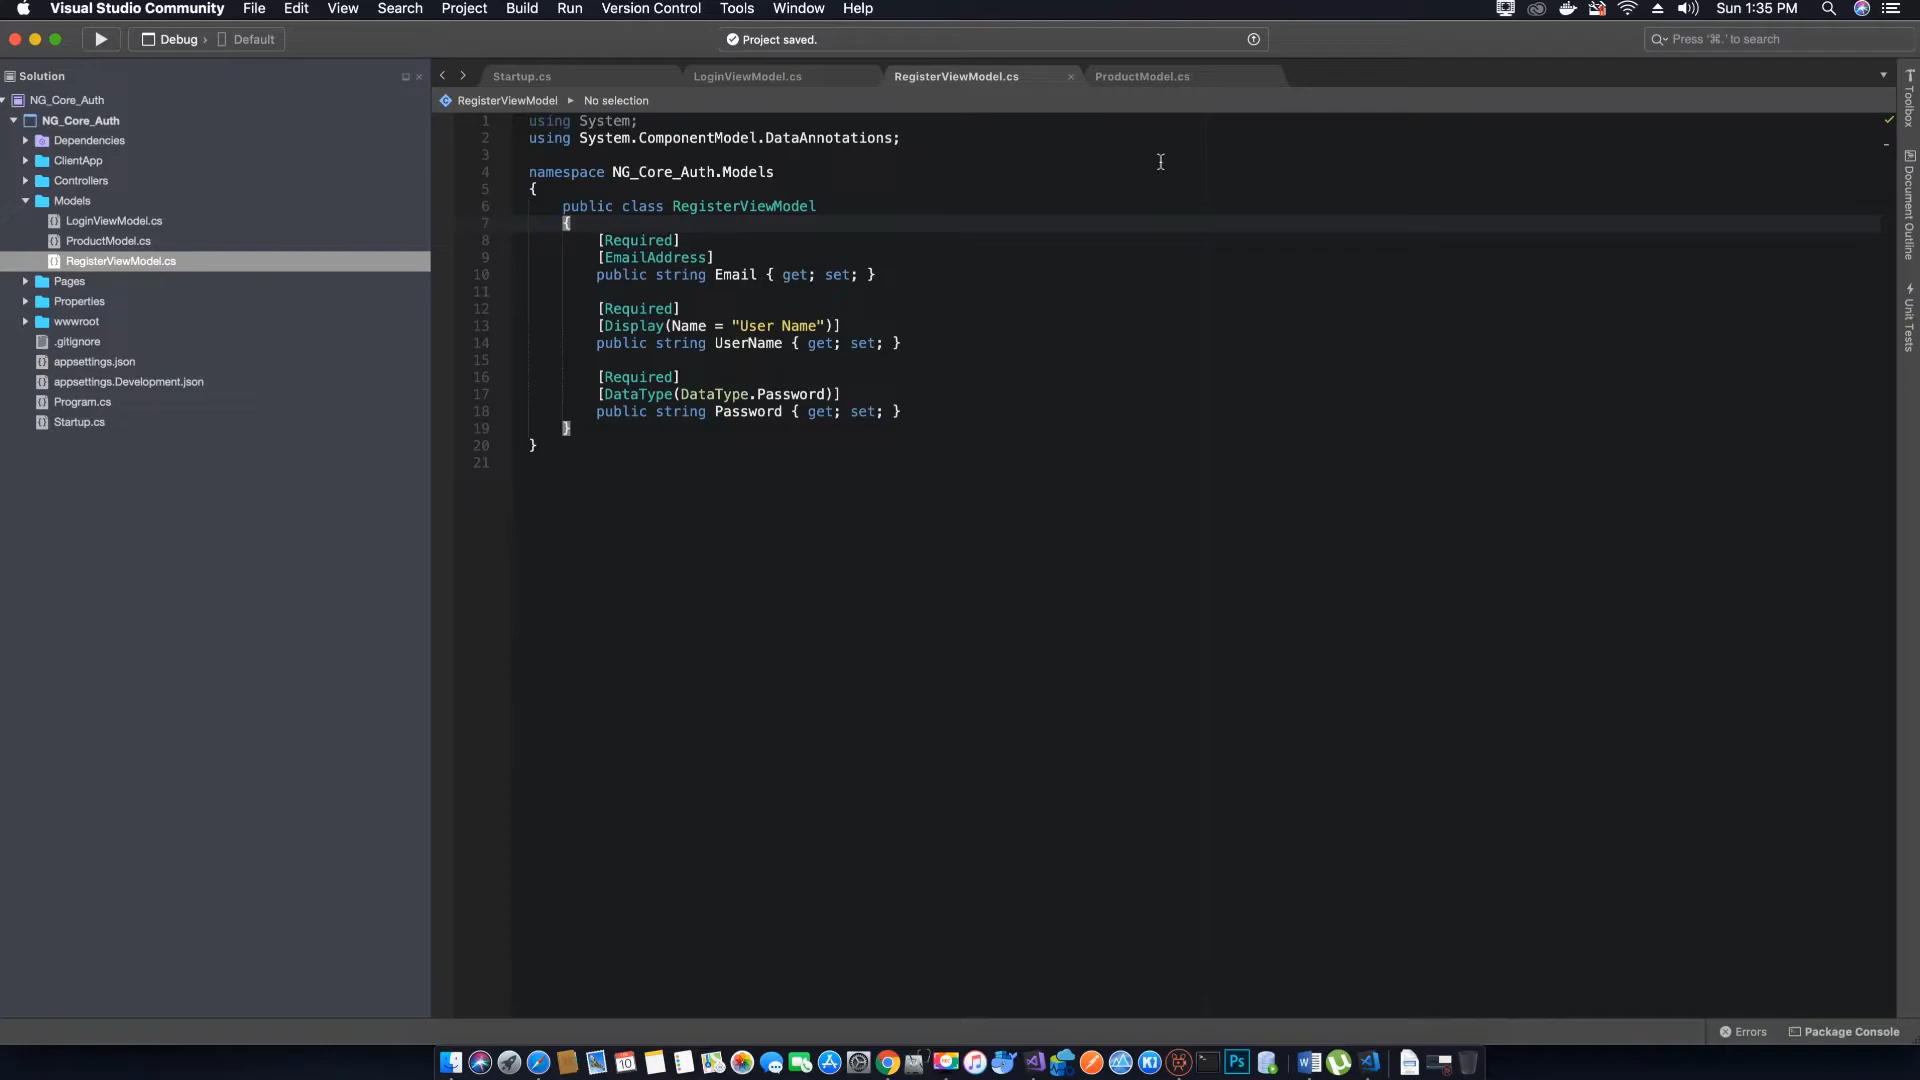 Visual Studio Community File Edit View Search Project Build Run Version Control Tools Window Help Sun 1:35 PM
Debug Default Project saved. Press '⌘.' to search
Solution
Startup.cs LoginViewModel.cs RegisterViewModel.cs × ProductModel.cs
NG_Core_Auth
NG_Core_Auth
Dependencies
ClientApp
Controllers
Models
LoginViewModel.cs
ProductModel.cs
RegisterViewModel.cs
Pages
Properties
wwwroot
.gitignore
appsettings.json
appsettings.Development.json
Program.cs
Startup.cs
RegisterViewModel ▸ No selection
1 using System;
2 using System.ComponentModel.DataAnnotations;
3
4 namespace NG_Core_Auth.Models
5 {
6 public class RegisterViewModel
7 {
8 [Required]
9 [EmailAddress]
10 public string Email { get; set; }
11
12 [Required]
13 [Display(Name = "User Name")]
14 public string UserName { get; set; }
15
16 [Required]
17 [DataType(DataType.Password)]
18 public string Password { get; set; }
19 }
20 }
21
Toolbox
Document Outline
Unit Tests
Errors Package Console
10
Ps
W